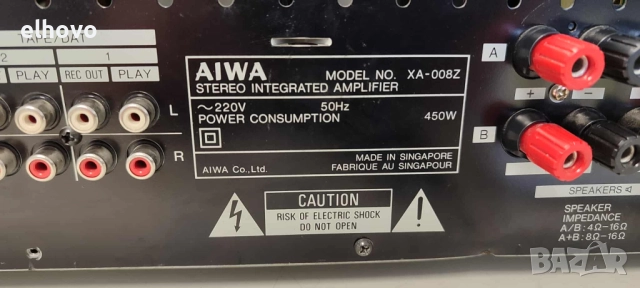 elhovo
TAPE/DAT
2 1
PLAY REC OUT PLAY
L
R
AIWA MODEL NO. XA-008Z
STEREO INTEGRATED AMPLIFIER
～220V 50Hz
POWER CONSUMPTION 450W
AIWA Co., Ltd. MADE IN SINGAPORE
FABRIQUE AU SINGAPOUR
CAUTION
RISK OF ELECTRIC SHOCK
DO NOT OPEN
A
+ −
B
SPEAKERS
SPEAKER
IMPEDANCE
A/B: 4Ω-16Ω
A+B: 8Ω-16Ω
BAZAR